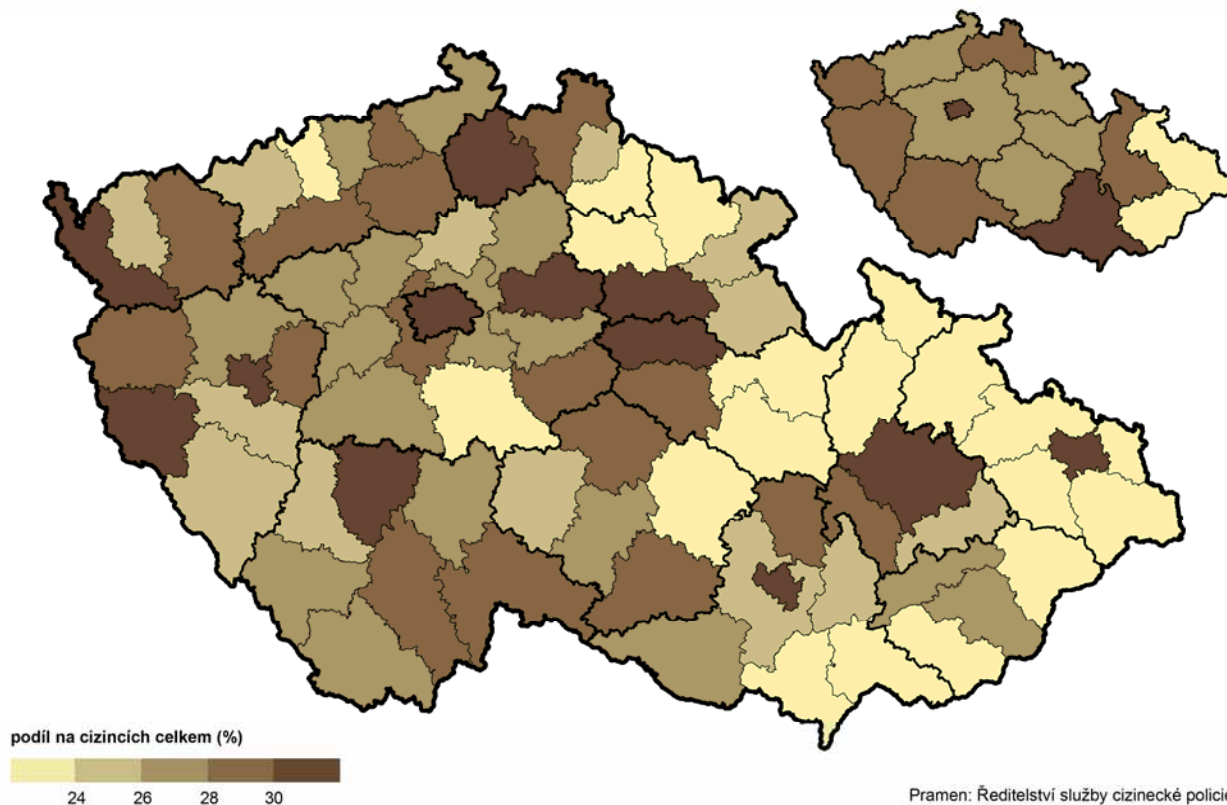 podíl na cizincích celkem (%)
24 26 28 30
Pramen: Ředitelství služby cizinecké policie